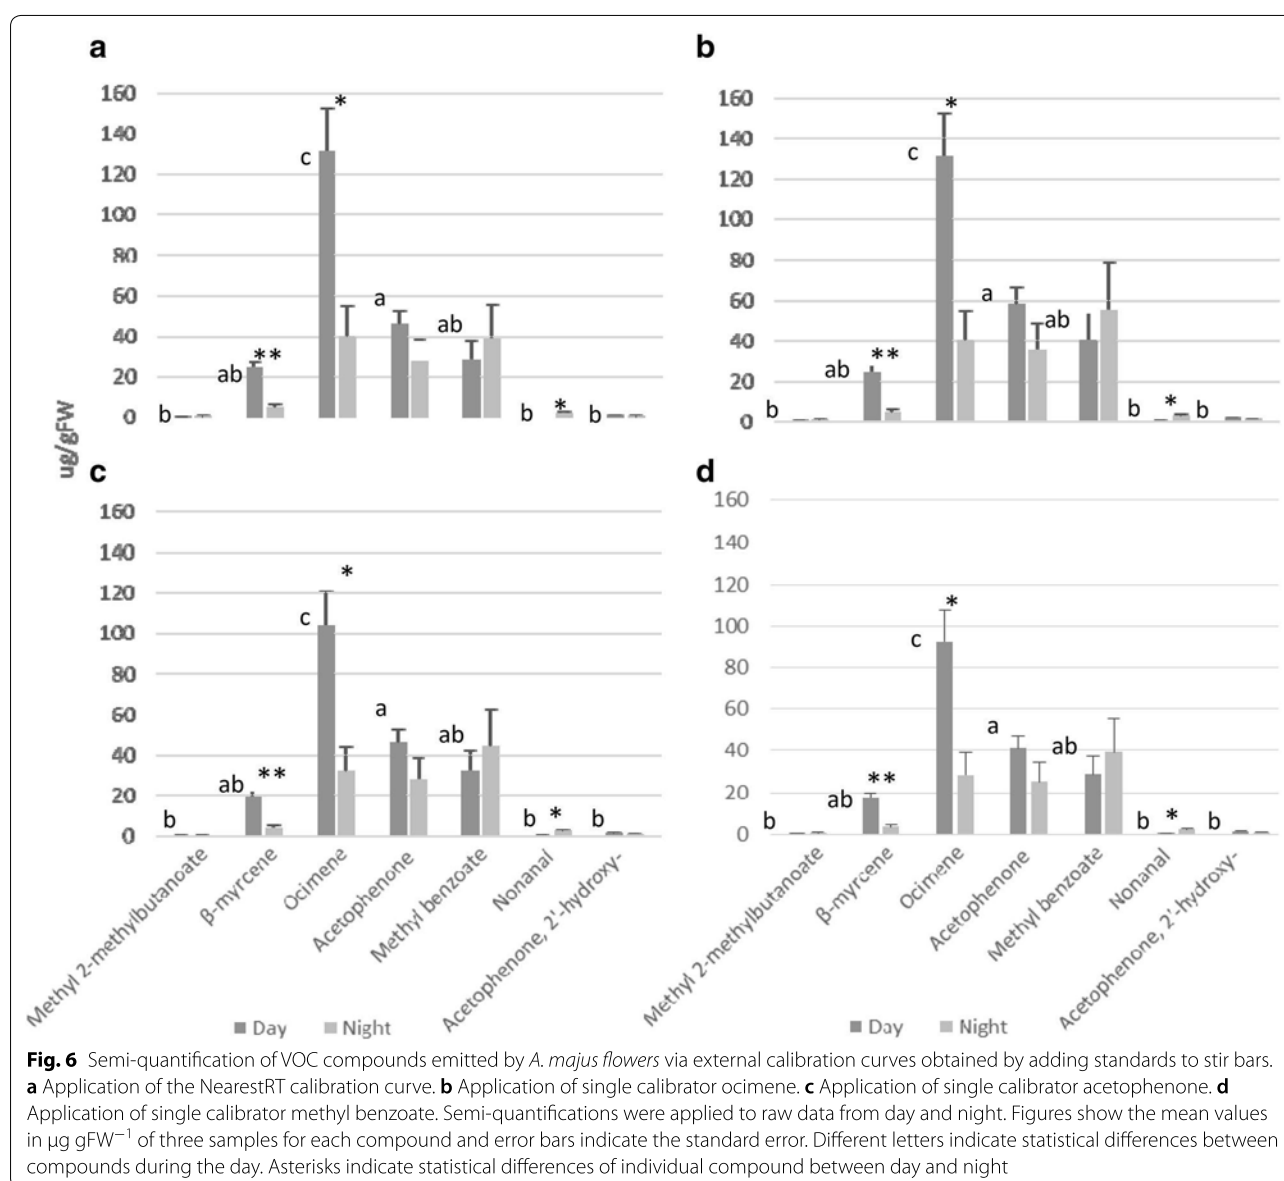 a
160
140
120
100
80
60
40
20
0
b
ab
**
c
*
a
ab
b
*
b
b
160
140
120
100
80
60
40
20
0
b
ab
**
c
*
a
ab
b
*
b
ug/gFW
c
160
140
120
100
80
60
40
20
0
b
ab
**
c
*
a
ab
b
*
b
Methyl 2-methylbutanoate
β-myrcene
Ocimene
Acetophenone
Methyl benzoate
Nonanal
Acetophenone, 2'-hydroxy-
Day Night
d
160
140
120
100
80
60
40
20
0
b
ab
**
c
*
a
ab
b
*
b
Methyl 2-methylbutanoate
β-myrcene
Ocimene
Acetophenone
Methyl benzoate
Nonanal
Acetophenone, 2'-hydroxy-
Day Night
Fig. 6 Semi-quantification of VOC compounds emitted by A. majus flowers via external calibration curves obtained by adding standards to stir bars.
a Application of the NearestRT calibration curve. b Application of single calibrator ocimene. c Application of single calibrator acetophenone. d
Application of single calibrator methyl benzoate. Semi-quantifications were applied to raw data from day and night. Figures show the mean values
in µg gFW⁻¹ of three samples for each compound and error bars indicate the standard error. Different letters indicate statistical differences between
compounds during the day. Asterisks indicate statistical differences of individual compound between day and night